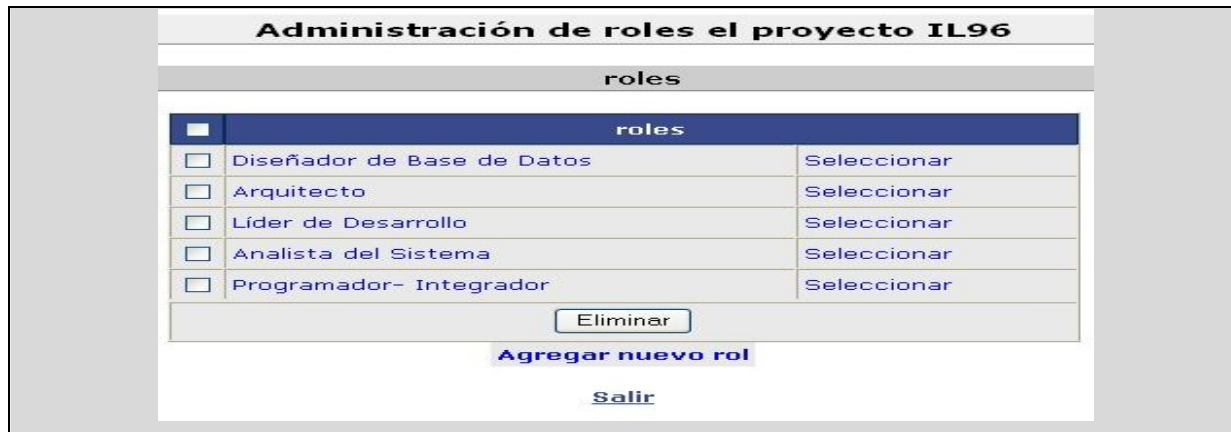 Administración de roles el proyecto IL96
roles
roles
Diseñador de Base de Datos Seleccionar
Arquitecto Seleccionar
Líder de Desarrollo Seleccionar
Analista del Sistema Seleccionar
Programador- Integrador Seleccionar
Eliminar
Agregar nuevo rol
Salir